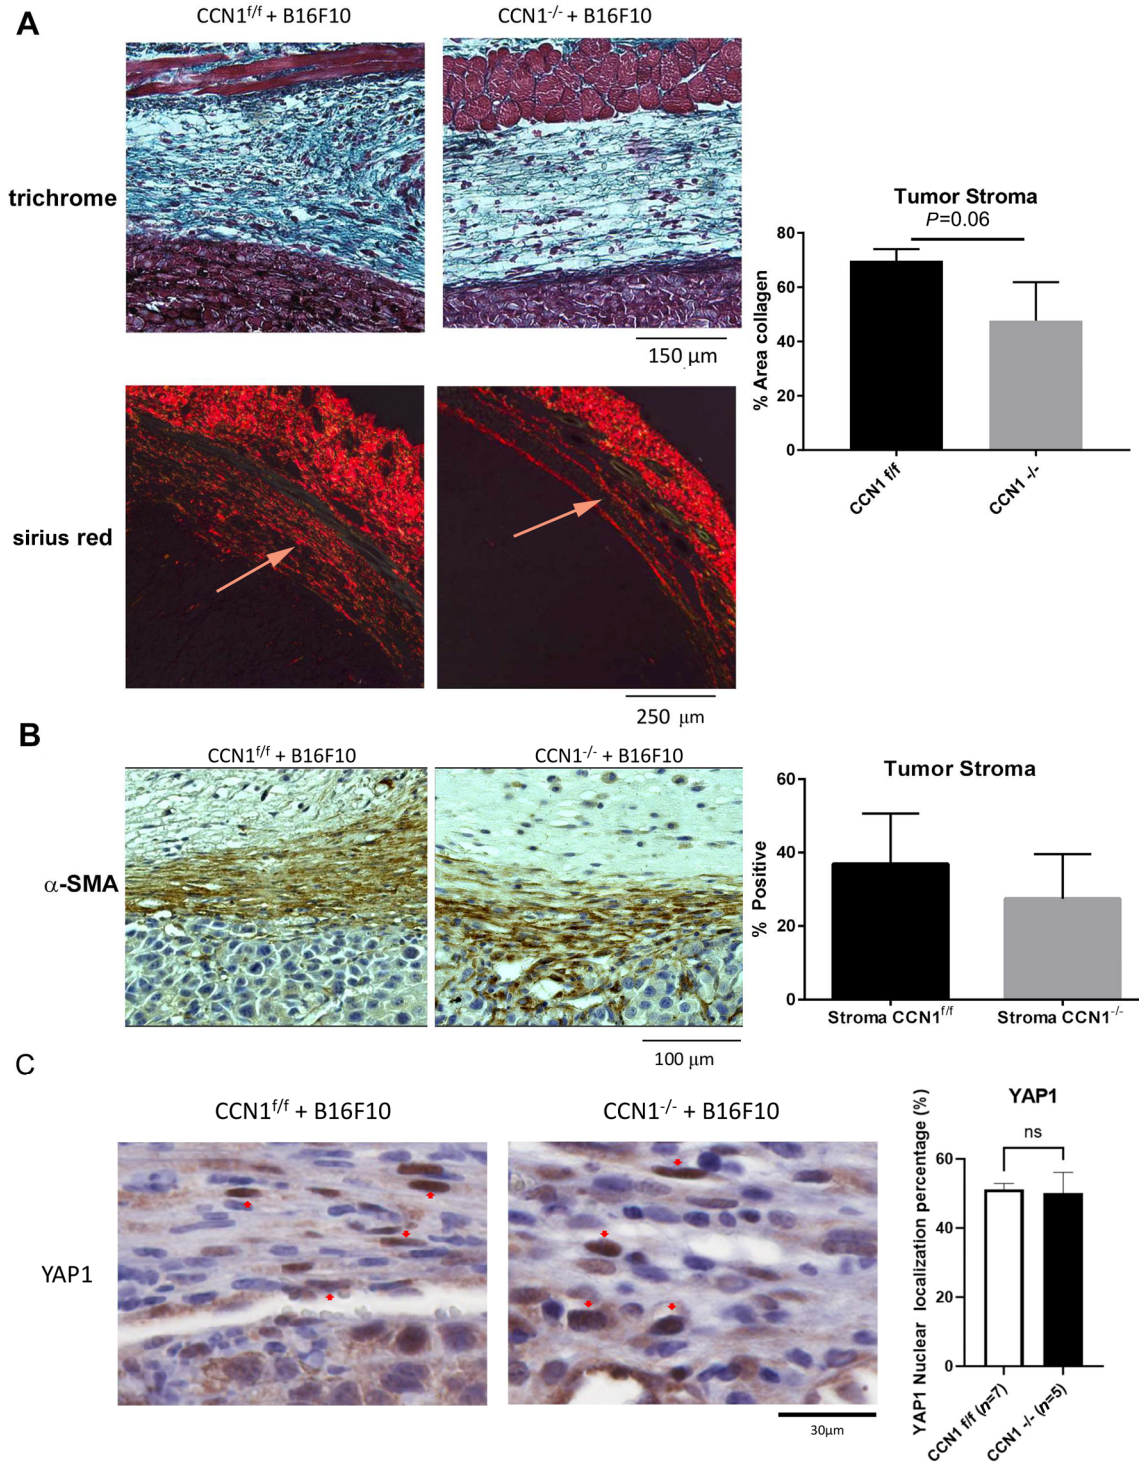 A
CCN1f/f + B16F10
CCN1-/- + B16F10
trichrome
150 μm
Tumor Stroma
P=0.06
% Area collagen
80
60
40
20
0
CCN1 f/f
CCN1 -/-
sirius red
250 μm
B
CCN1f/f + B16F10
CCN1-/- + B16F10
α-SMA
100 μm
Tumor Stroma
% Positive
60
40
20
0
Stroma CCN1f/f
Stroma CCN1-/-
C
CCN1f/f + B16F10
CCN1-/- + B16F10
YAP1
30μm
YAP1
ns
YAP1 Nuclear localization percentage (%)
60
40
20
0
CCN1 f/f (n=7)
CCN1 -/- (n=5)